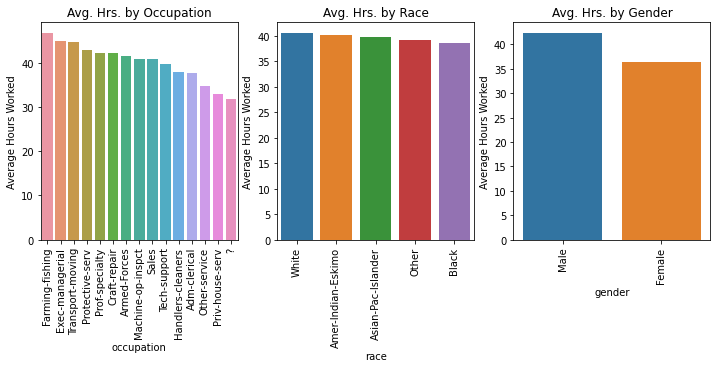 Avg. Hrs. by Occupation
Average Hours Worked
40
20
0
Farming-fishing
Exec-managerial
Transport-moving
Protective-serv
Prof-specialty
Craft-repair
Armed-Forces
Machine-op-inspct
Sales
Tech-support
Handlers-cleaners
Adm-clerical
Other-service
Priv-house-serv
?
occupation
Avg. Hrs. by Race
Average Hours Worked
40
35
30
25
20
15
10
5
0
White
Amer-Indian-Eskimo
Asian-Pac-Islander
Other
Black
race
Avg. Hrs. by Gender
Average Hours Worked
40
35
30
25
20
15
10
5
0
Male
Female
gender